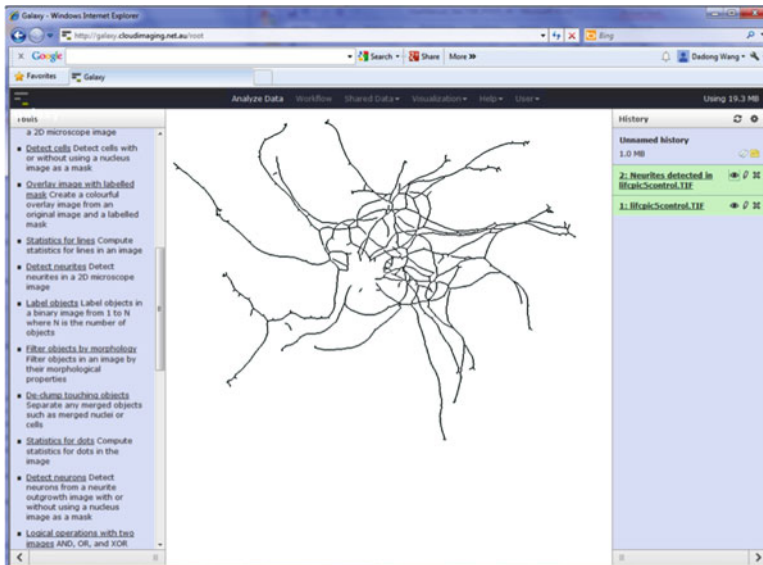 Galaxy - Windows Internet Explorer
http://galaxy.cloudimaging.net.au/root
Bing
x Google
Search
Share
More »
Dadong Wang
Favorites
Galaxy
Analyze Data
Workflow
Shared Data
Visualization
Help
User
Using 19.3 MB
Tools
a 2D microscope image
Detect cells Detect cells with
or without using a nucleus
image as a mask
Overlay image with labelled
mask Create a colourful
overlay image from an
original image and a labelled
mask
Statistics for lines Compute
statistics for lines in an image
Detect neurites Detect
neurites in a 2D microscope
image
Label objects Label objects in
a binary image from 1 to N
where N is the number of
objects
Filter objects by morphology
Filter objects in an image by
their morphological
properties
De-clump touching objects
Separate any merged objects
such as merged nuclei or
cells
Statistics for dots Compute
statistics for dots in the
image
Detect neurons Detect
neurons from a neurite
outgrowth image with or
without using a nucleus
image as a mask
Logical operations with two
images AND, OR, and XOR
History
Unnamed history
1.0 MB
2: Neurites detected in
lifcpic5control.TIF
1: lifcpic5control.TIF